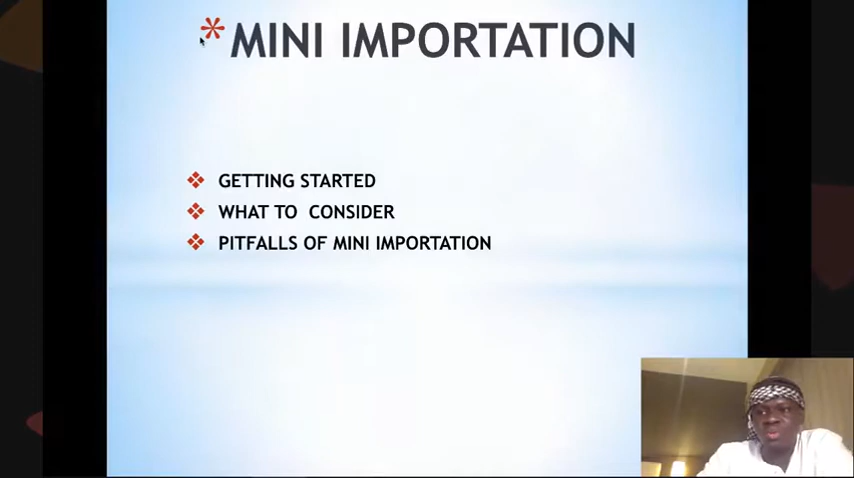 * MINI IMPORTATION
❖ GETTING STARTED
❖ WHAT TO CONSIDER
❖ PITFALLS OF MINI IMPORTATION